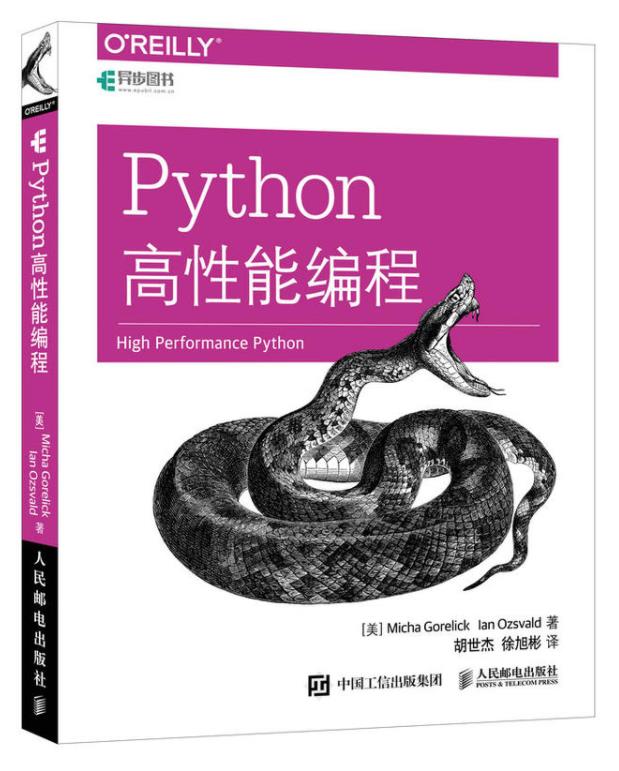 O'REILLY®
异步图书
www.epubit.com.cn
Python
高性能编程
High Performance Python
[美] Micha Gorelick Ian Ozsvald 著
胡世杰 徐旭彬 译
中国工信出版集团
人民邮电出版社
POSTS & TELECOM PRESS
O'REILLY®
Python高性能编程
[美] Micha Gorelick
Ian Ozsvald 著
人民邮电出版社